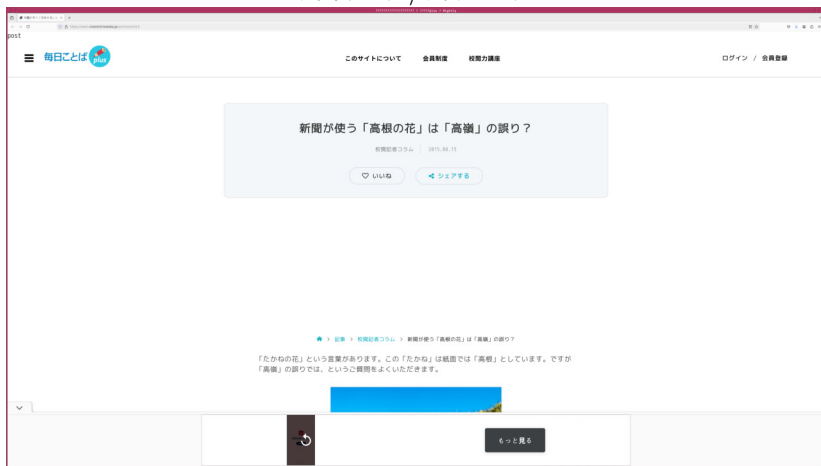 post
毎日ことば
plus
このサイトについて 会員制度 校閲力講座
ログイン / 会員登録
新聞が使う「高根の花」は「高嶺」の誤り？
校閲記者コラム 2015.08.15
いいね シェアする
> 記事 > 校閲記者コラム > 新聞が使う「高根の花」は「高嶺」の誤り？
「たかねの花」という言葉があります。この「たかね」は紙面では「高根」としています。ですが
「高嶺」の誤りでは、というご質問をよくいただきます。
もっと見る